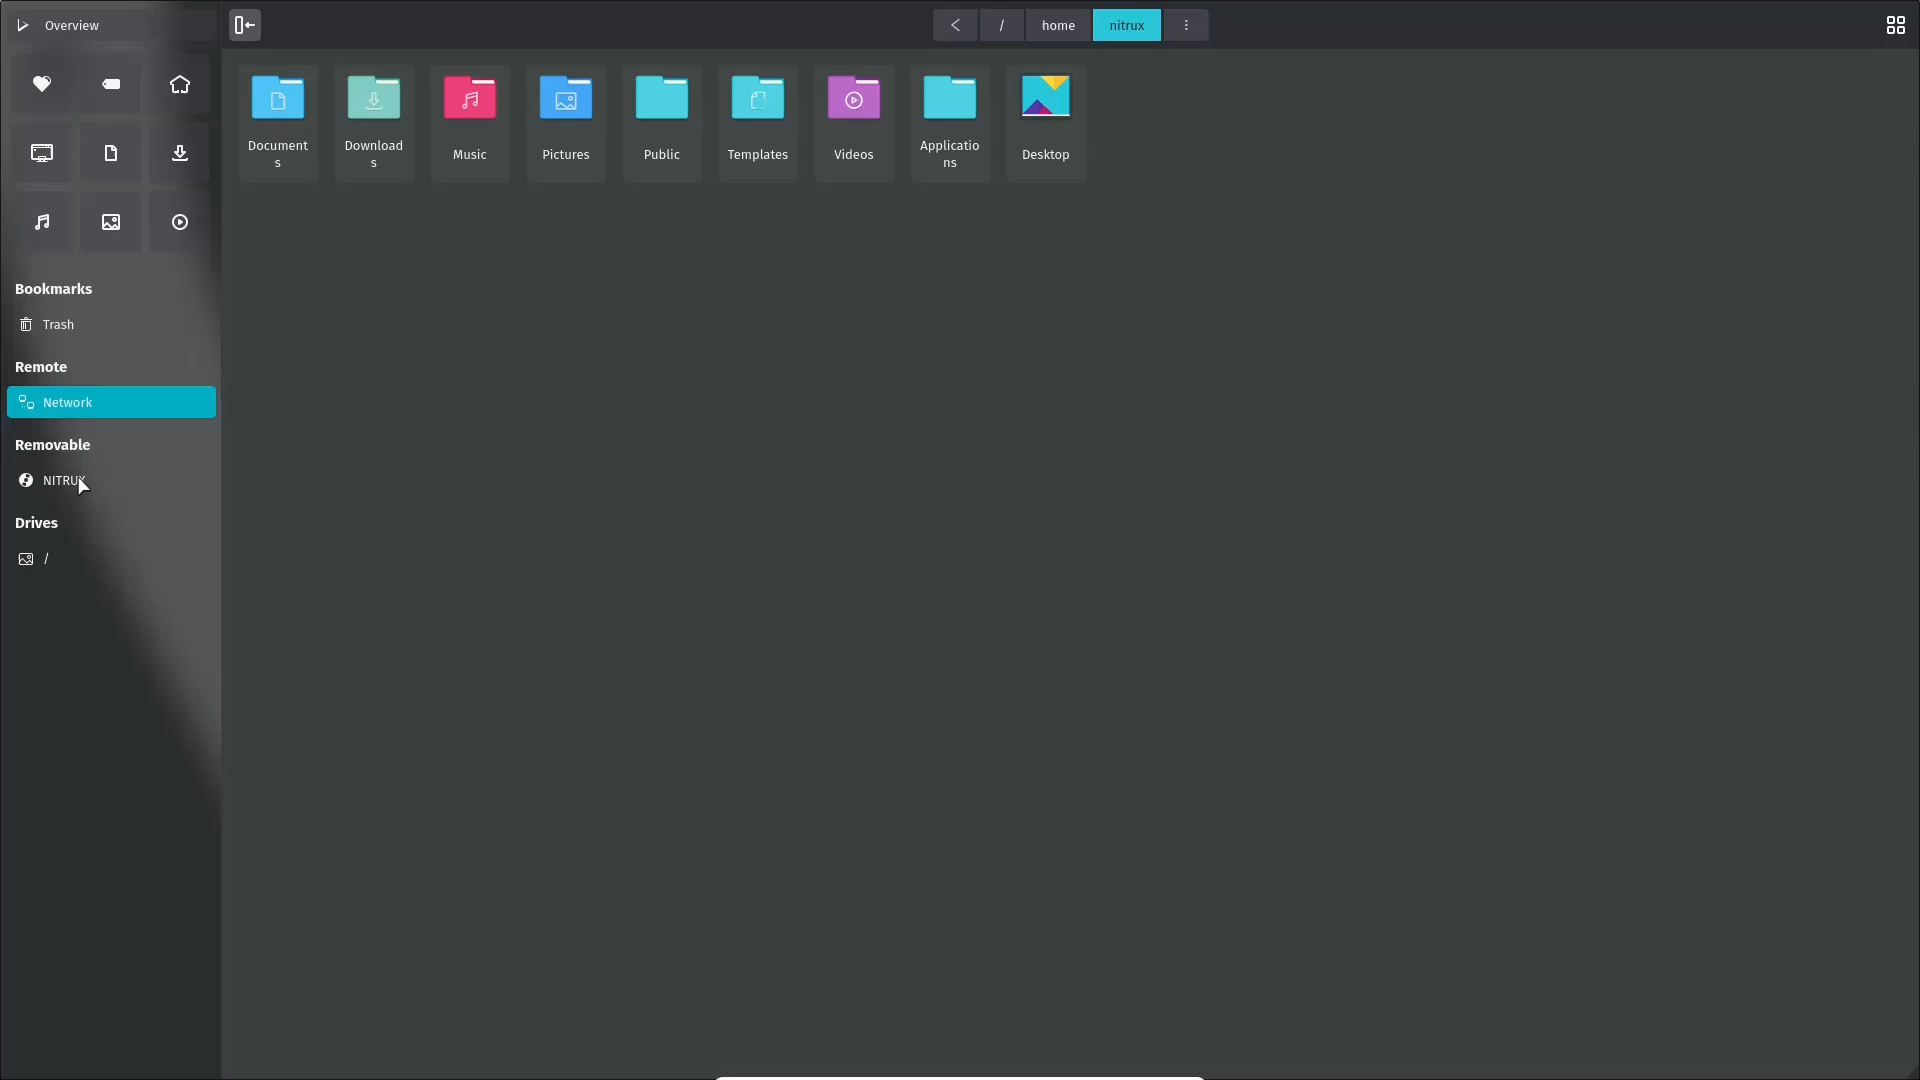 Overview
/
home
nitrux
Document
s
Download
s
Music
Pictures
Public
Templates
Videos
Applicatio
ns
Desktop
Bookmarks
Trash
Remote
Network
Removable
NITRUX
Drives
/